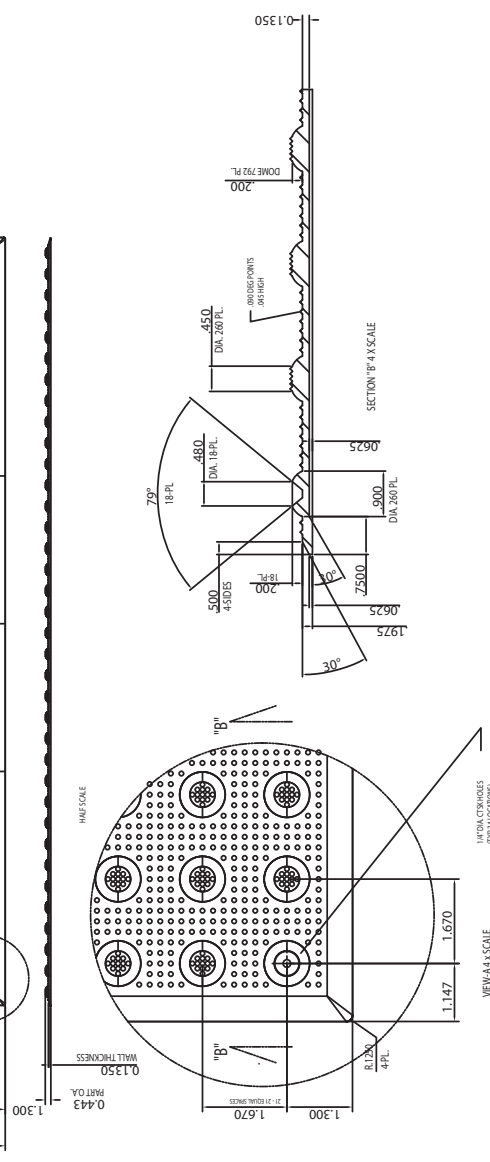 0.1350
DOME 792 PL.
.200
.090 DEG POINTS
.045 HIGH
.450
DIA. 260 PL.
SECTION "B" 4 X SCALE
.480
DIA. 18-PL.
79°
18-PL
.0625
.900
DIA. 260 PL
.500
4-SIDES
18-PL.
.200
30°
.7500
.0625
.1975
30°
HALF SCALE
"B"
1/4" DIA. CTSK HOLES
1.670
1.147
VIEW-A 4 x SCALE
"B"
R.1250
4-PL.
21 - 21 EQUAL SPACES
1.670
1.300
WALL THICKNESS
0.1350
PART O.A.
0.443
1.300